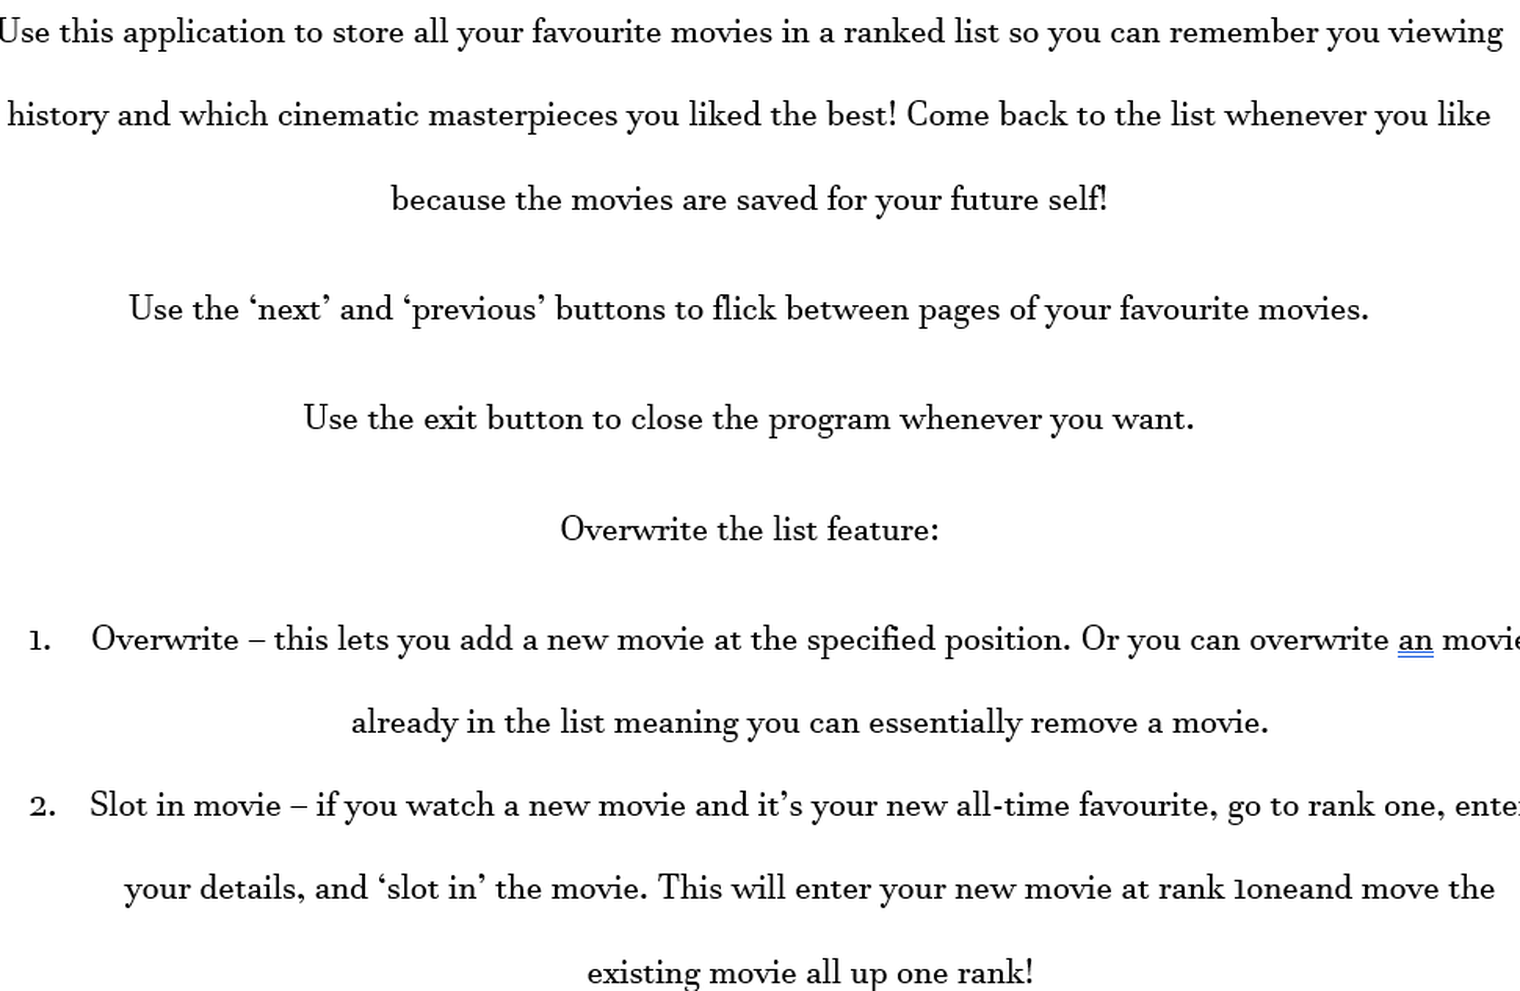 Use this application to store all your favourite movies in a ranked list so you can remember you viewing
history and which cinematic masterpieces you liked the best! Come back to the list whenever you like
because the movies are saved for your future self!
Use the ‘next’ and ‘previous’ buttons to flick between pages of your favourite movies.
Use the exit button to close the program whenever you want.
Overwrite the list feature:
1. Overwrite – this lets you add a new movie at the specified position. Or you can overwrite an movie
already in the list meaning you can essentially remove a movie.
2. Slot in movie – if you watch a new movie and it’s your new all-time favourite, go to rank one, enter
your details, and ‘slot in’ the movie. This will enter your new movie at rank 1oneand move the
existing movie all up one rank!